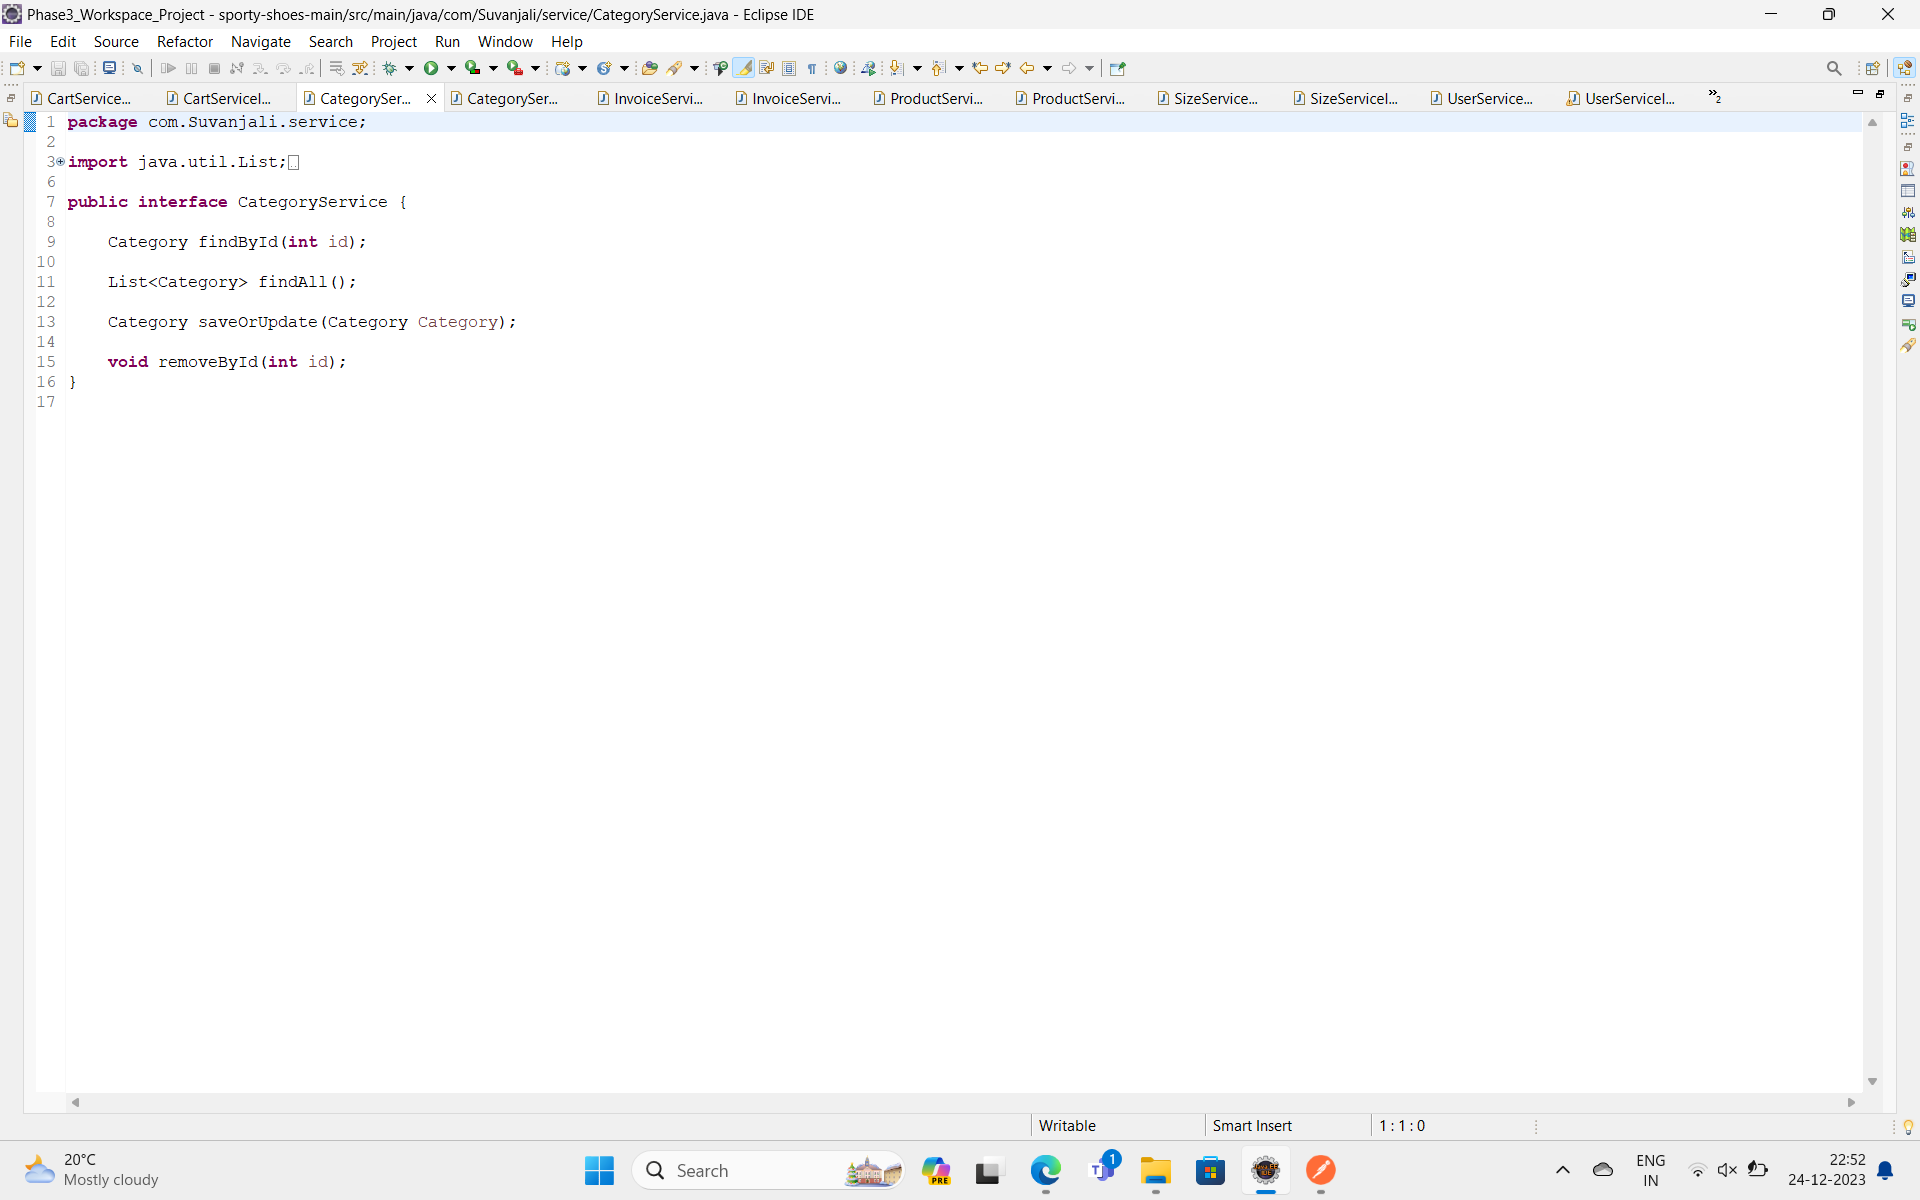 Phase3_Workspace_Project - sporty-shoes-main/src/main/java/com/Suvanjali/service/CategoryService.java - Eclipse IDE
File Edit Source Refactor Navigate Search Project Run Window Help
CartService... CartServiceI... CategorySer... CategorySer... InvoiceServi... InvoiceServi... ProductServi... ProductServi... SizeService... SizeServiceI... UserService... UserServiceI... »2
1 package com.Suvanjali.service;
2
3 import java.util.List;
6
7 public interface CategoryService {
8
9 Category findById(int id);
10
11 List<Category> findAll();
12
13 Category saveOrUpdate(Category Category);
14
15 void removeById(int id);
16 }
17
Writable Smart Insert 1 : 1 : 0
20°C
Mostly cloudy
Search
PRE
1
ENG
IN
22:52
24-12-2023